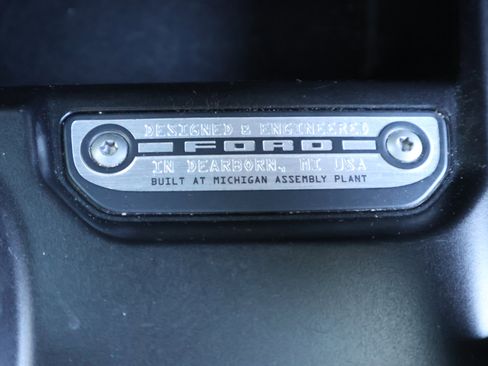 DESIGNED & ENGINEERED
FORD
IN DEARBORN, MI USA
BUILT AT MICHIGAN ASSEMBLY PLANT